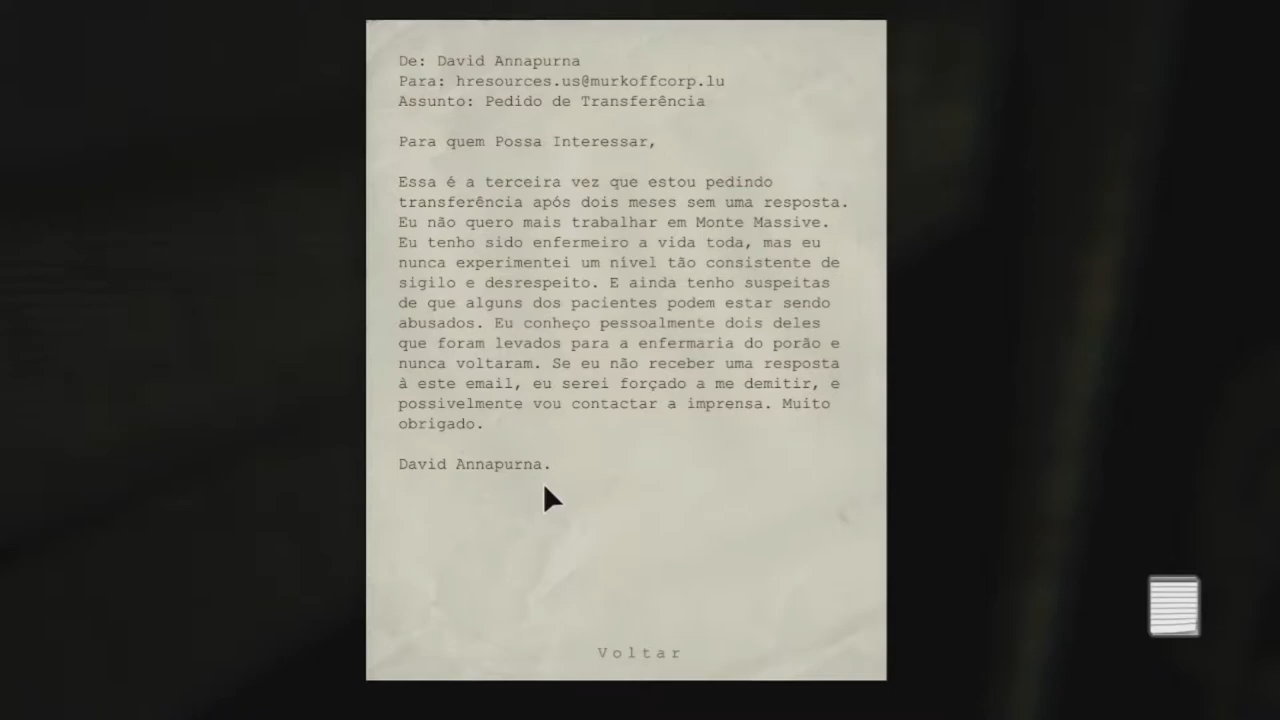 De: David Annapurna
Para: hresources.us@murkoffcorp.lu
Assunto: Pedido de Transferência
Para quem Possa Interessar,
Essa é a terceira vez que estou pedindo
transferência após dois meses sem uma resposta.
Eu não quero mais trabalhar em Monte Massive.
Eu tenho sido enfermeiro a vida toda, mas eu
nunca experimentei um nível tão consistente de
sigilo e desrespeito. E ainda tenho suspeitas
de que alguns dos pacientes podem estar sendo
abusados. Eu conheço pessoalmente dois deles
que foram levados para a enfermaria do porão e
nunca voltaram. Se eu não receber uma resposta
à este email, eu serei forçado a me demitir, e
possivelmente vou contactar a imprensa. Muito
obrigado.
David Annapurna.
Voltar